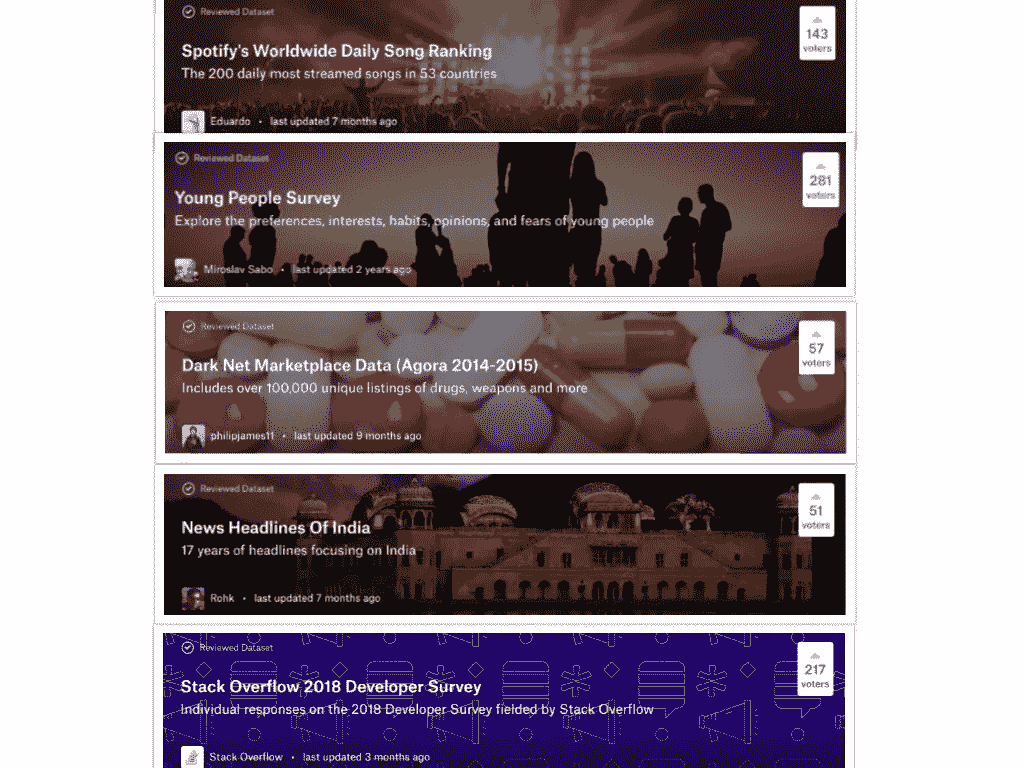 Reviewed Dataset
143
voters
Spotify's Worldwide Daily Song Ranking
The 200 daily most streamed songs in 53 countries
Eduardo • last updated 7 months ago
Reviewed Dataset
281
voters
Young People Survey
Explore the preferences, interests, habits, opinions, and fears of young people
Miroslav Sabo • last updated 2 years ago
Reviewed Dataset
57
voters
Dark Net Marketplace Data (Agora 2014-2015)
Includes over 100,000 unique listings of drugs, weapons and more
philipjames11 • last updated 9 months ago
Reviewed Dataset
51
voters
News Headlines Of India
17 years of headlines focusing on India
Rohk • last updated 7 months ago
Reviewed Dataset
217
voters
Stack Overflow 2018 Developer Survey
Individual responses on the 2018 Developer Survey fielded by Stack Overflow
Stack Overflow • last updated 3 months ago